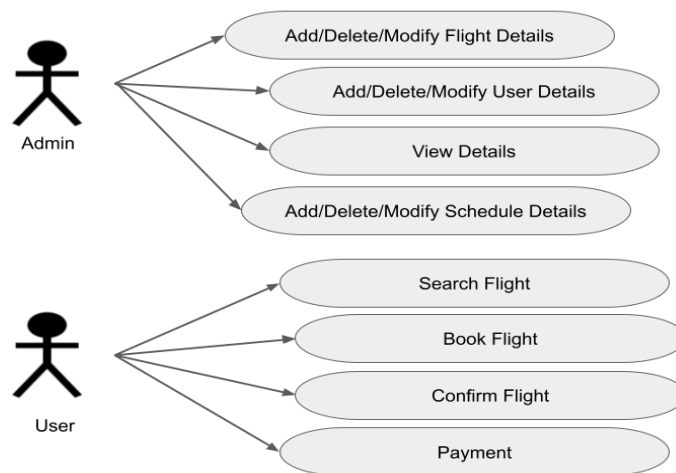 Add/Delete/Modify Flight Details
Add/Delete/Modify User Details
Admin
View Details
Add/Delete/Modify Schedule Details
Search Flight
Book Flight
Confirm Flight
User
Payment